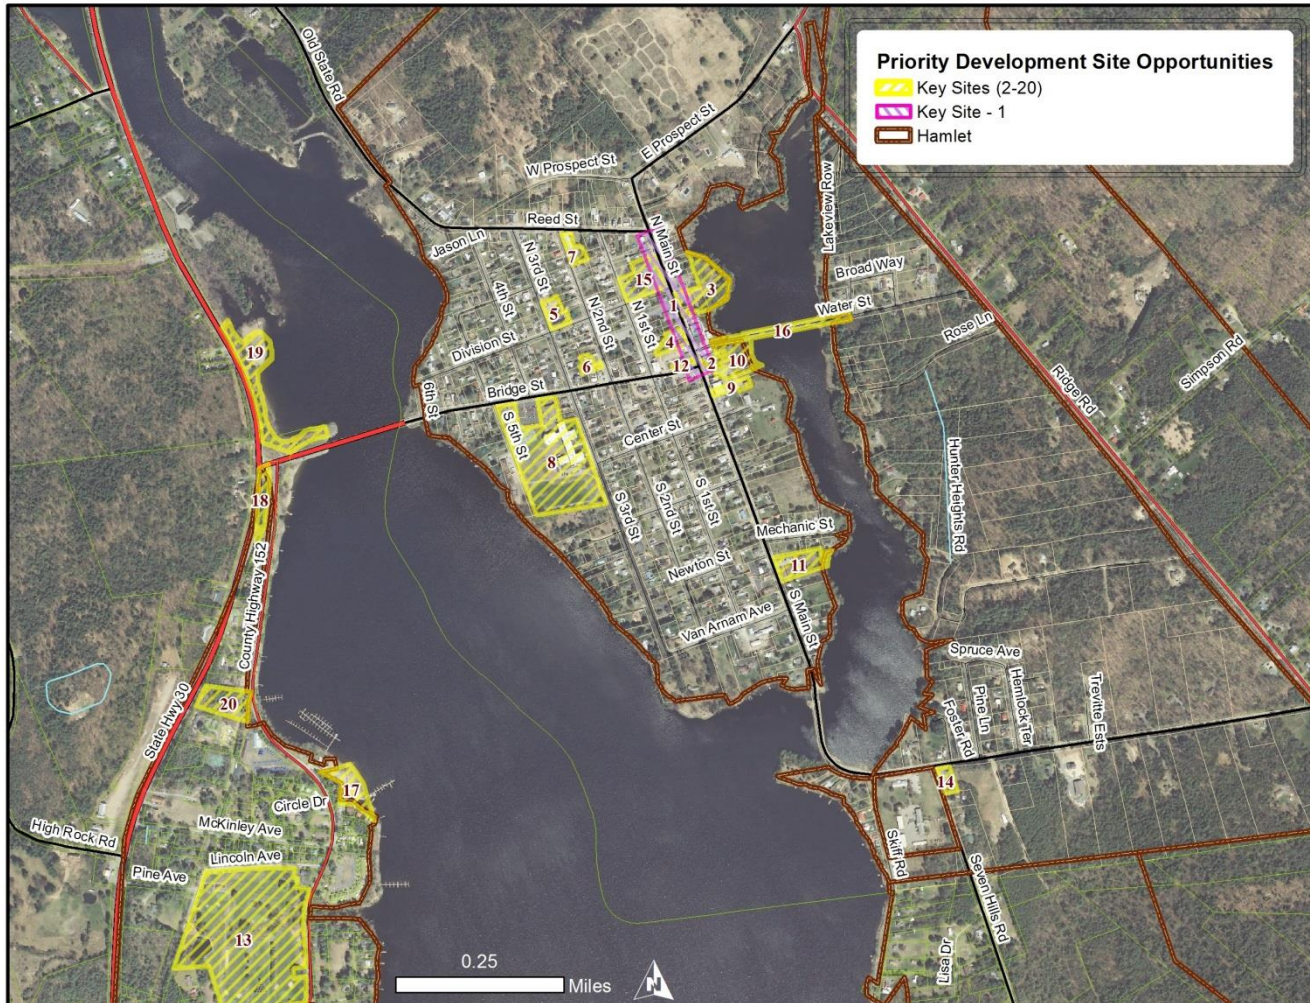 Priority Development Site Opportunities
Key Sites (2-20)
Key Site - 1
Hamlet
Old State Rd
E Prospect St
W Prospect St
Reed St
N Main St
Jason Ln
N 3rd St
4th St
N 2nd St
N 1st St
Division St
Bridge St
6th St
S 5th St
Center St
S 3rd St
S 2nd St
S 1st St
Mechanic St
Newton St
Van Arnam Ave
S Main St
Lakeview Row
Broad Way
Water St
Rose Ln
Ridge Rd
Simpson Rd
Hunter Heights Rd
Spruce Ave
Foster Rd
Pine Ln
Hemlock Ter
Trevitte Ests
Skiff Rd
Seven Hills Rd
Lisa Dr
County Highway 152
State Hwy 30
Circle Dr
McKinley Ave
High Rock Rd
Lincoln Ave
Pine Ave
7
15
3
1
5
16
4
19
6
12
2
10
9
8
18
11
20
14
17
13
0.25
Miles
N